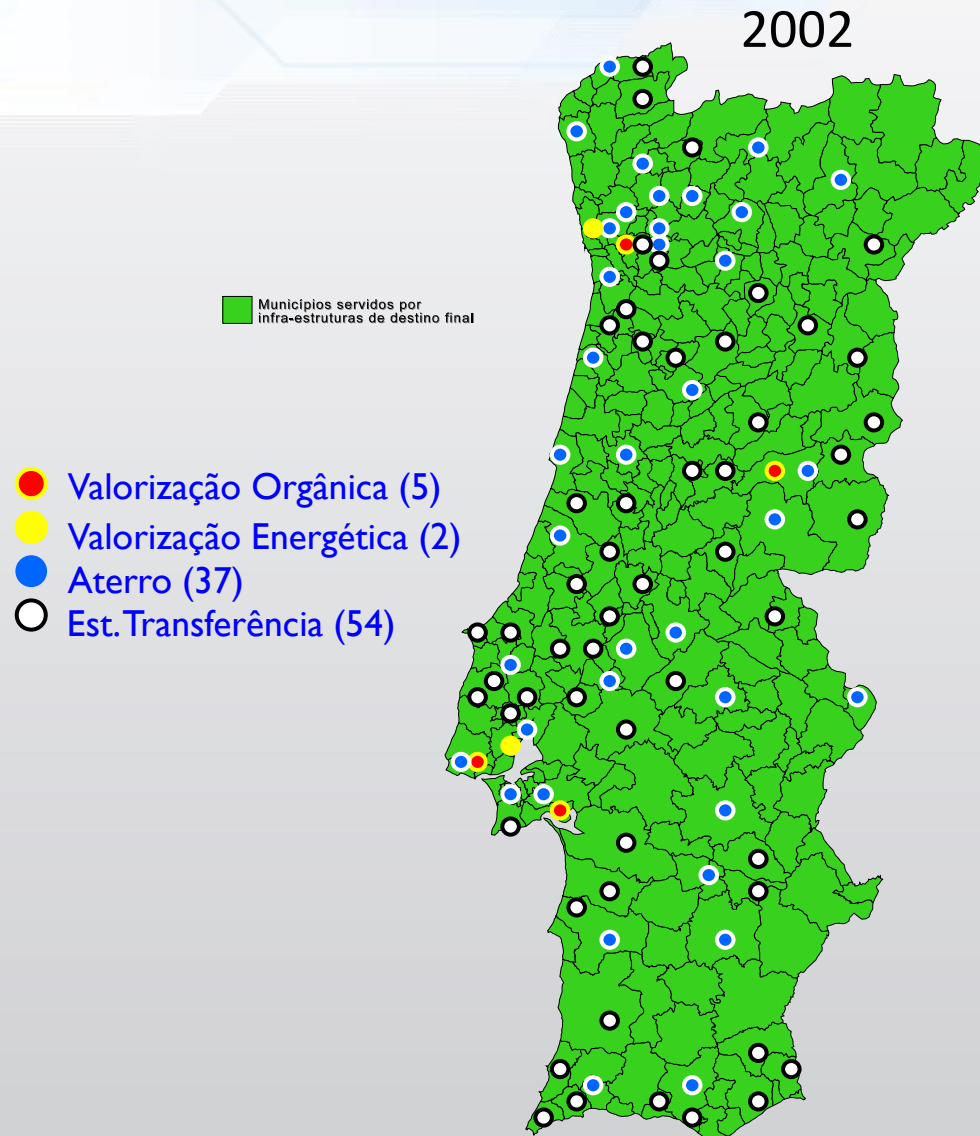 2002
Municípios servidos por
infra-estruturas de destino final
Valorização Orgânica (5)
Valorização Energética (2)
Aterro (37)
Est.Transferência (54)